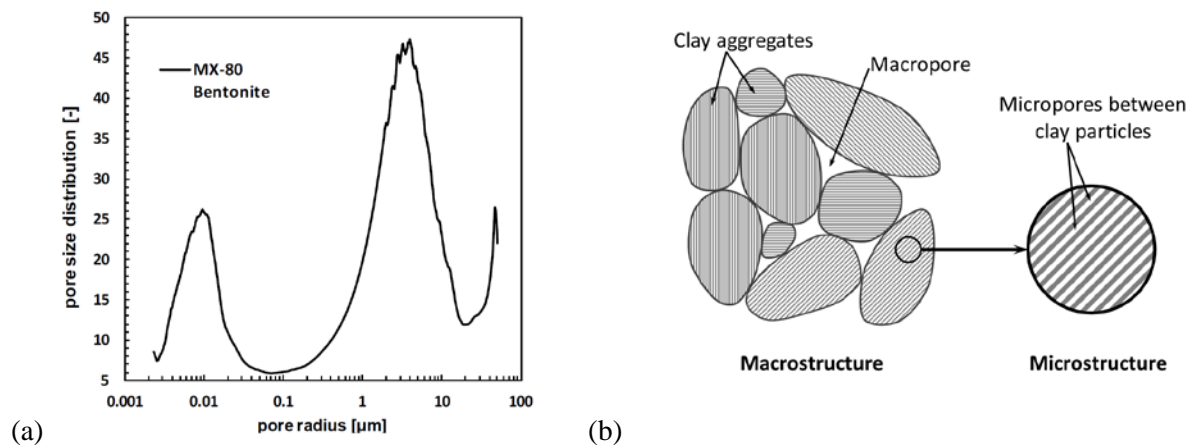 50
45
40
35
30
25
20
15
10
5
pore size distribution [-]
MX-80
Bentonite
0.001 0.01 0.1 1 10 100
pore radius [µm]
(a)
Clay aggregates
Macropore
Micropores between
clay particles
Macrostructure
Microstructure
(b)